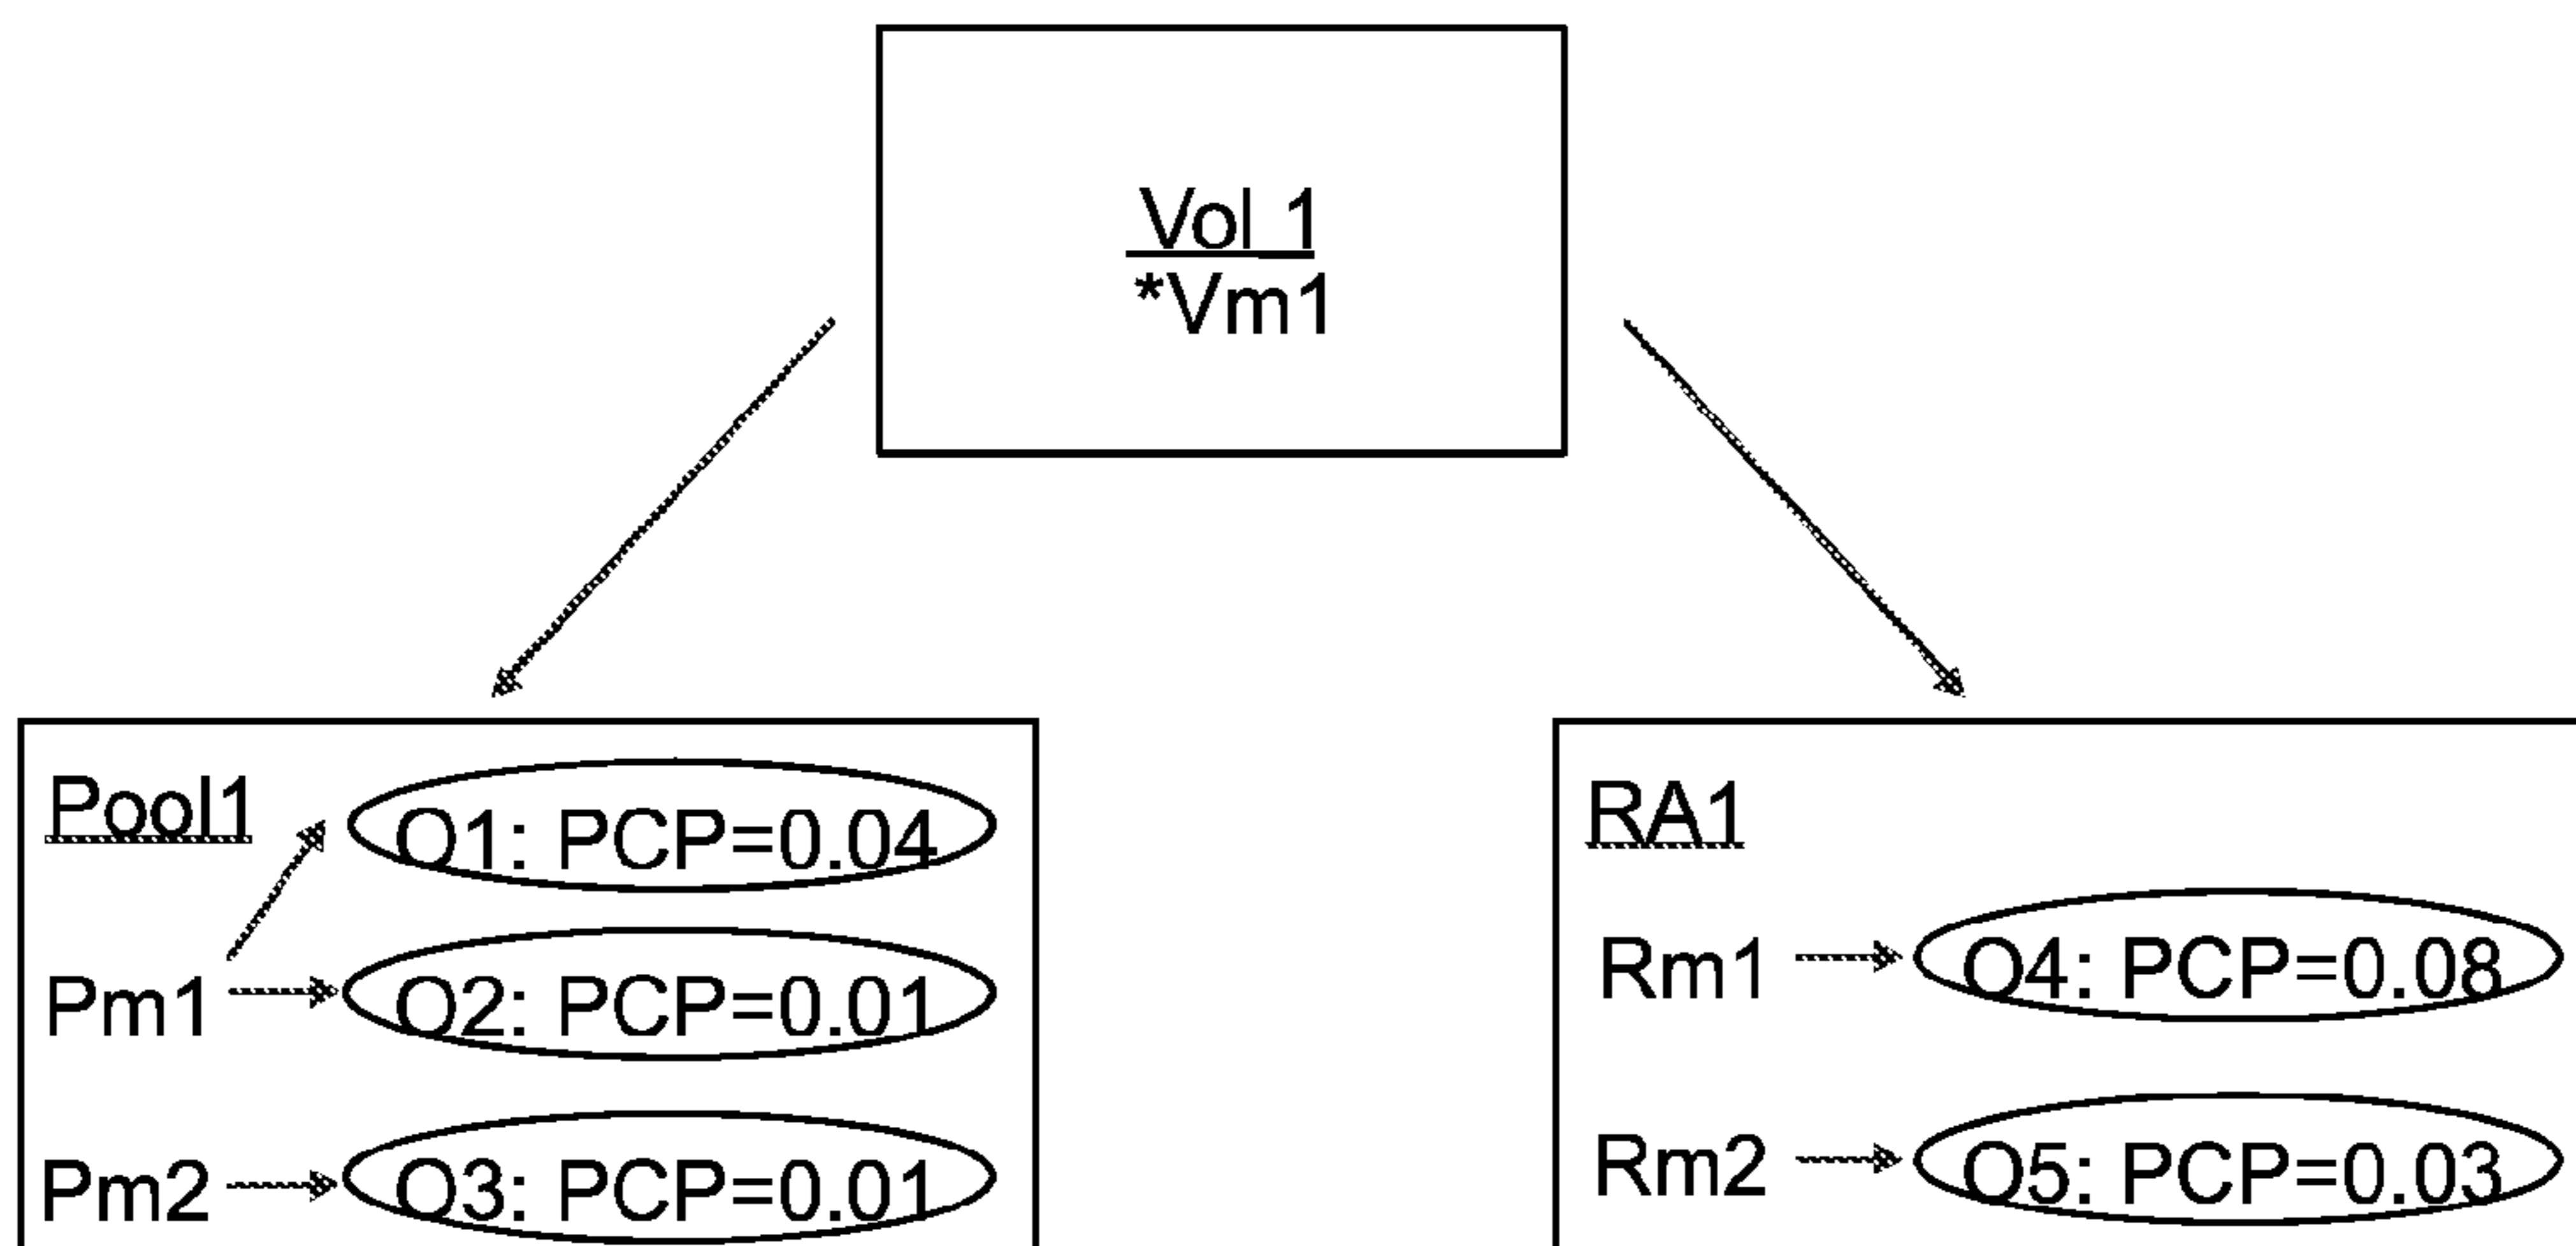 Vol 1
*Vm1
Pool1
O1: PCP=0.04
Pm1
O2: PCP=0.01
Pm2
O3: PCP=0.01
RA1
Rm1
O4: PCP=0.08
Rm2
O5: PCP=0.03